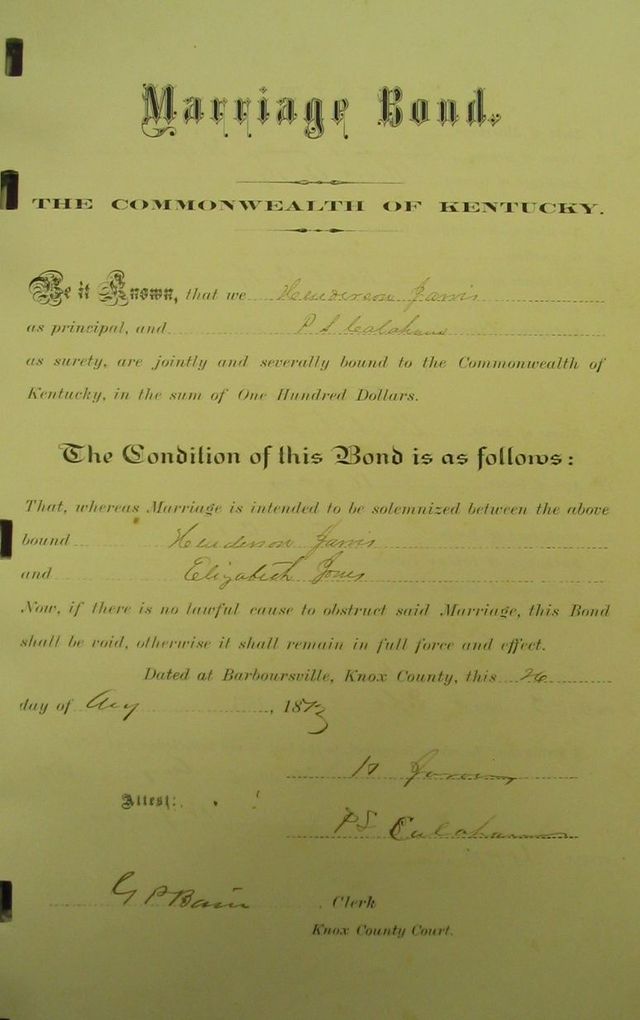 Marriage Bond.
THE COMMONWEALTH OF KENTUCKY.
Be it Known, that we Henderson Jarvis
as principal, and P S Calahans
as surety, are jointly and severally bound to the Commonwealth of
Kentucky, in the sum of One Hundred Dollars.
The Condition of this Bond is as follows:
That, whereas Marriage is intended to be solemnized between the above
bound Henderson Jarvis
and Elizabeth Jones
Now, if there is no lawful cause to obstruct said Marriage, this Bond
shall be void, otherwise it shall remain in full force and effect.
Dated at Barboursville, Knox County, this 26
day of Aug, 1873
H
Attest:
P S
G P Bain Clerk
Knox County Court.